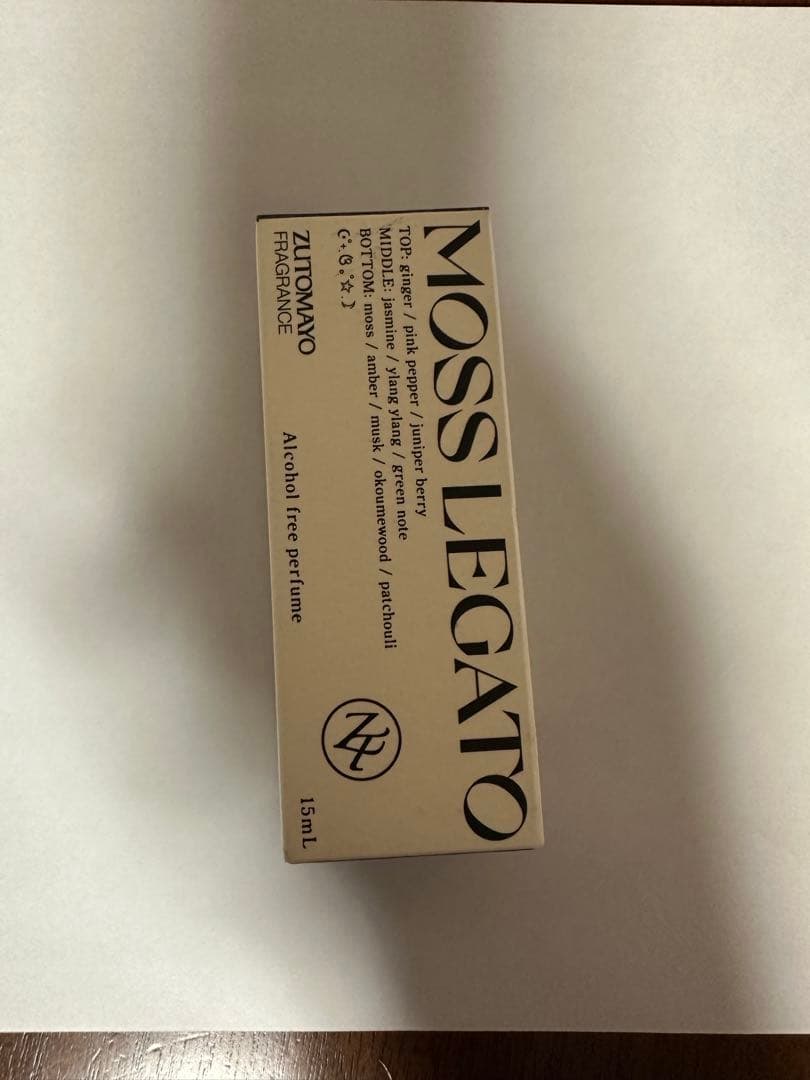 MOSS LEGATO
TOP: ginger / pink pepper / juniper berry
MIDDLE: jasmine / ylang ylang / green note
BOTTOM: moss / amber / musk / okoumewood / patchouli
ZUTOMAYO
FRAGRANCE
Alcohol free perfume
15mL